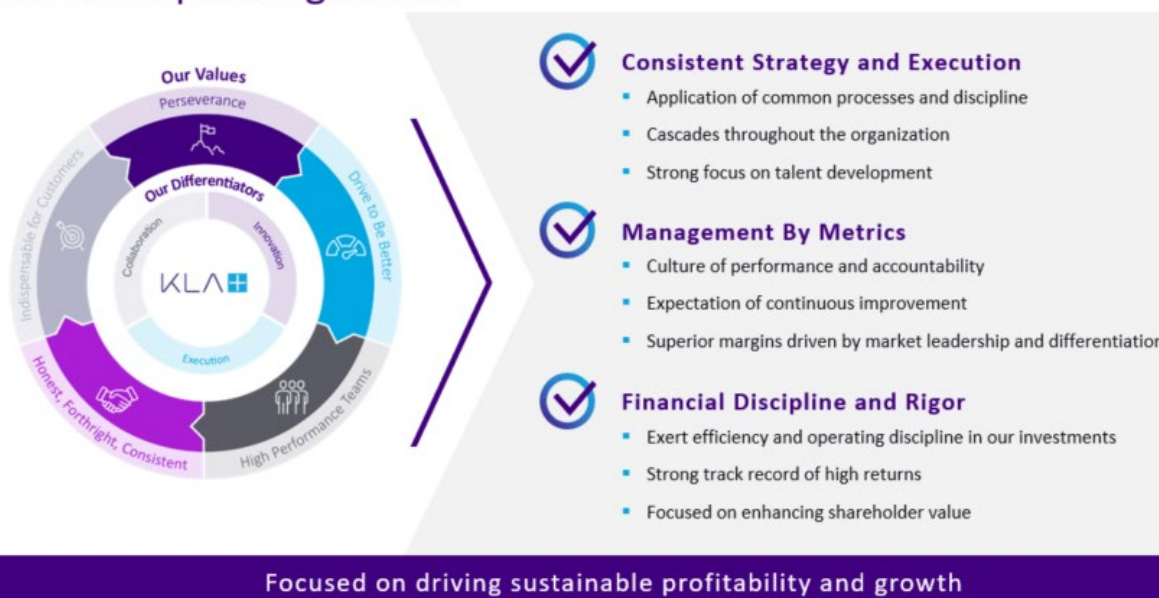 Our Values
Perseverance
Drive to Be Better
High Performance Teams
Honest, Forthright, Consistent
Indispensable for Customers
Our Differentiators
Collaboration
Innovation
Execution
KLA
Consistent Strategy and Execution
Application of common processes and discipline
Cascades throughout the organization
Strong focus on talent development
Management By Metrics
Culture of performance and accountability
Expectation of continuous improvement
Superior margins driven by market leadership and differentiation
Financial Discipline and Rigor
Exert efficiency and operating discipline in our investments
Strong track record of high returns
Focused on enhancing shareholder value
Focused on driving sustainable profitability and growth